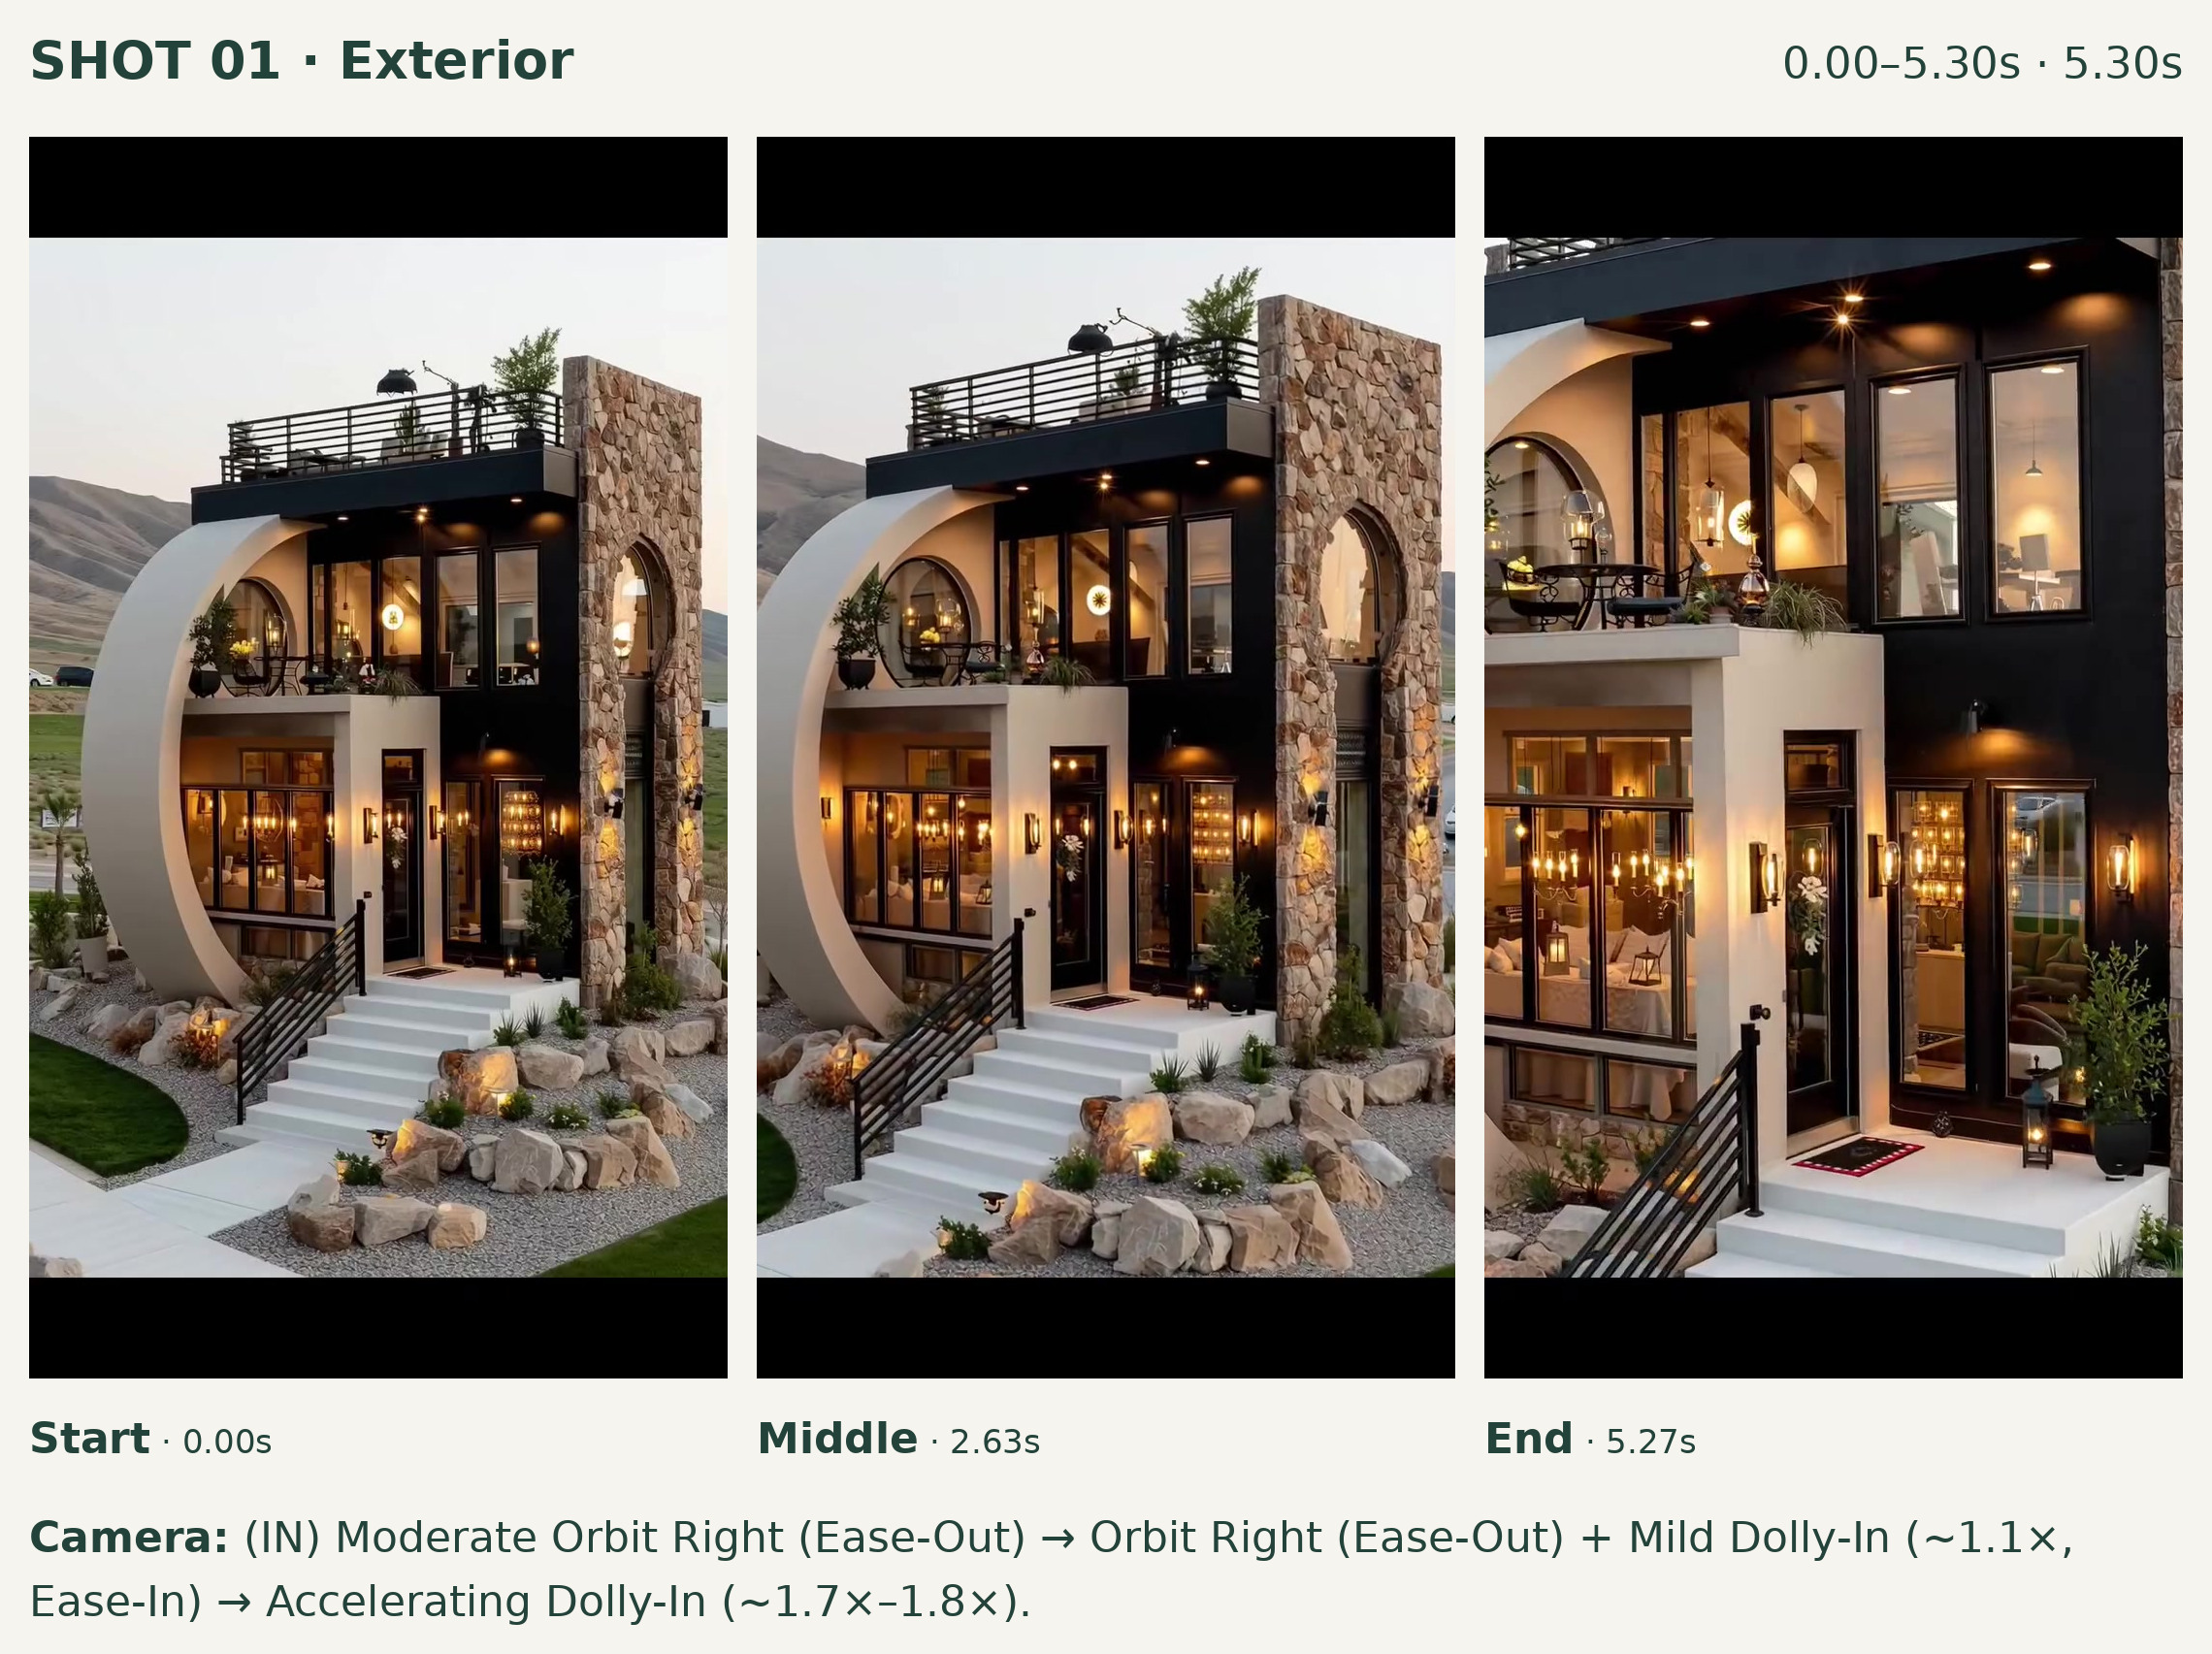 SHOT 01 · Exterior
0.00–5.30s · 5.30s
Start · 0.00s
Middle · 2.63s
End · 5.27s
Camera: (IN) Moderate Orbit Right (Ease-Out) → Orbit Right (Ease-Out) + Mild Dolly-In (~1.1×,
Ease-In) → Accelerating Dolly-In (~1.7×–1.8×).